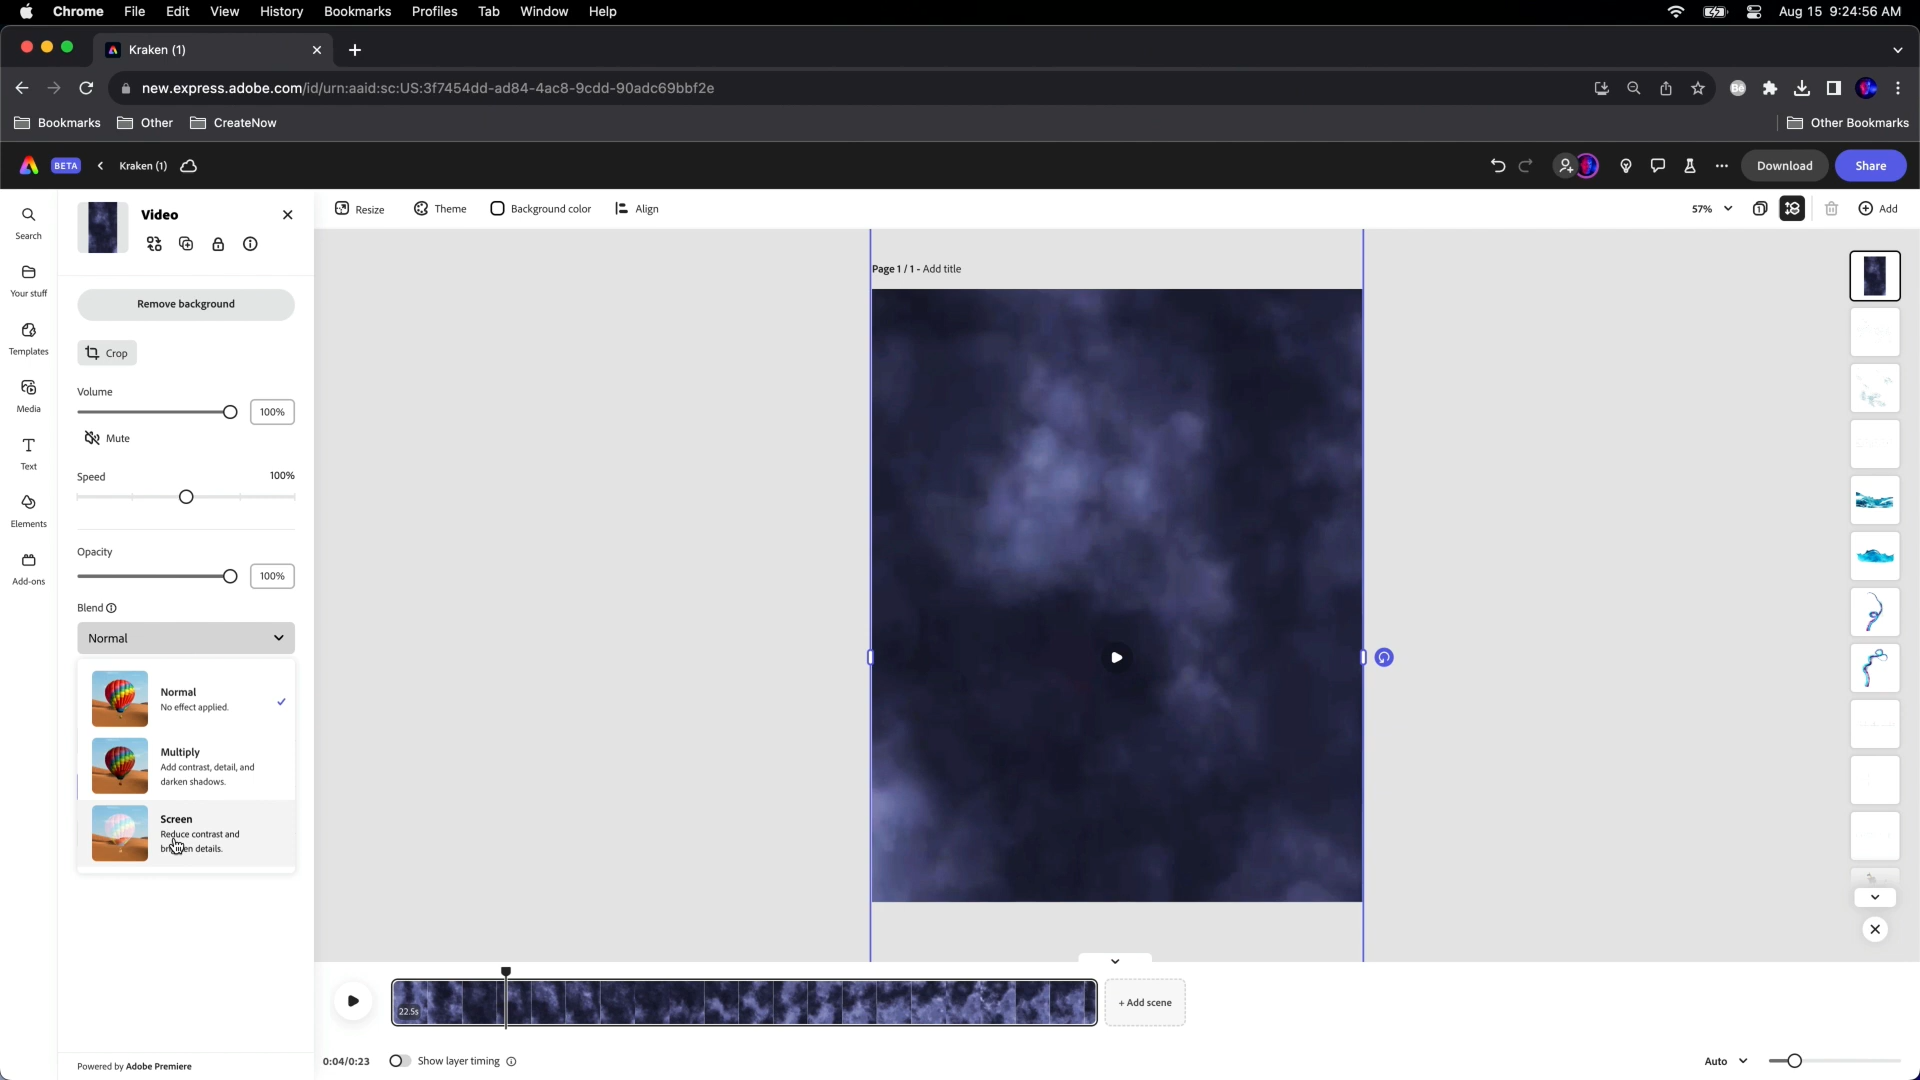 Chrome File Edit View History Bookmarks Profiles Tab Window Help Aug 15 9:24:56 AM
Kraken (1)
new.express.adobe.com/id/urn:aaid:sc:US:3f7454dd-ad84-4ac8-9cdd-90adc69bbf2e
Bookmarks Other CreateNow Other Bookmarks
BETA Kraken (1) Download Share
Search
Your stuff
Templates
Media
Text
Elements
Add-ons
Video
Remove background
Crop
Volume
100%
Mute
Speed 100%
Opacity
100%
Blend
Normal
Normal
No effect applied.
Multiply
Add contrast, detail, and
darken shadows.
Screen
Reduce contrast and
details.
Powered by Adobe Premiere
Resize Theme Background color Align 57% 1 Add
Page 1 / 1 - Add title
22.5s
+ Add scene
0:04/0:23 Show layer timing Auto